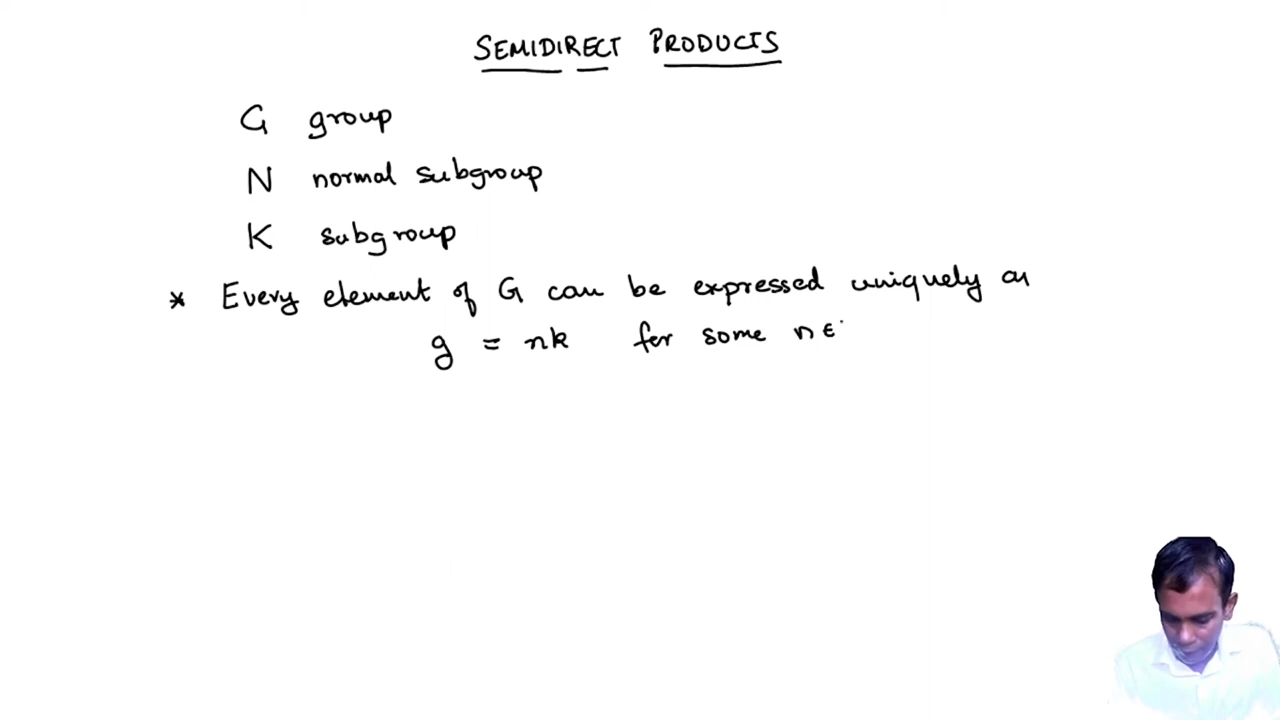 SEMIDIRECT PRODUCTS
G group
N normal subgroup
K subgroup
* Every element of G can be expressed uniquely as
g = nk for some n ∈